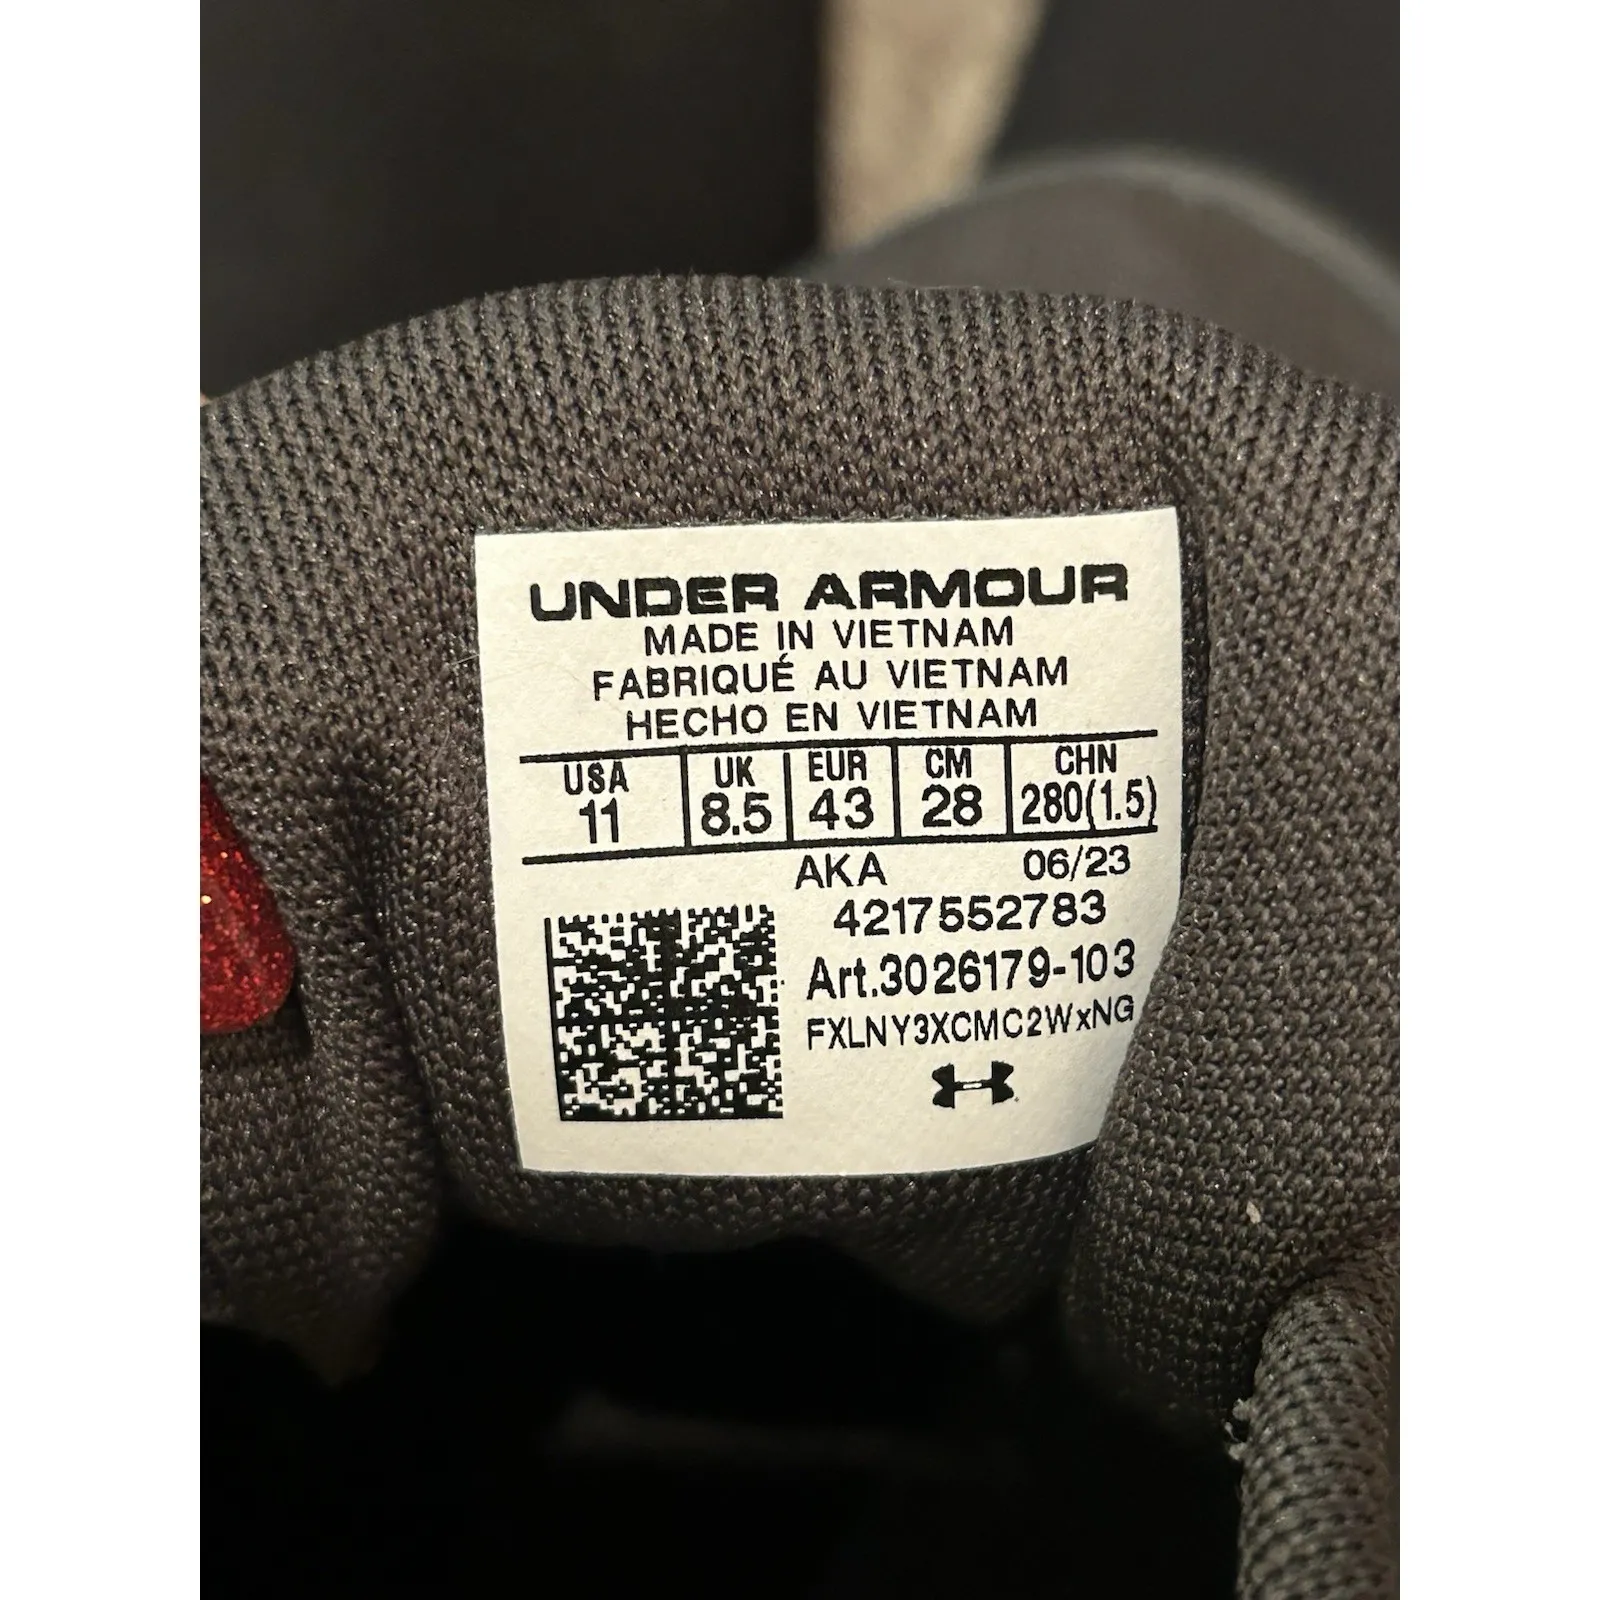 UNDER ARMOUR
MADE IN VIETNAM
FABRIQUÉ AU VIETNAM
HECHO EN VIETNAM
USA UK EUR CM CHN
11 8.5 43 28 280(1.5)
AKA 06/23
4217552783
Art.3026179-103
FXLNY3XCMC2WxNG